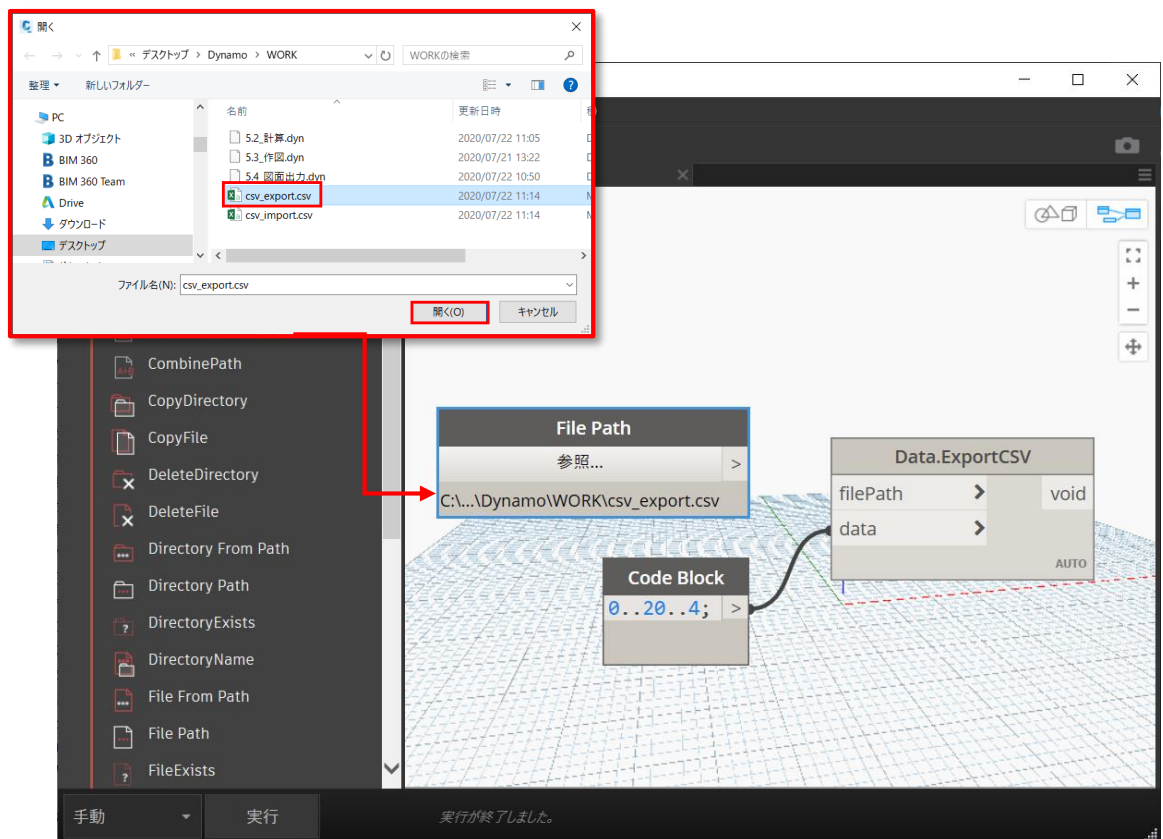 開く
« デスクトップ > Dynamo > WORK
WORKの検索
整理
新しいフォルダー
名前
更新日時
PC
3D オブジェクト
BIM 360
BIM 360 Team
Drive
ダウンロード
デスクトップ
5.2_計算.dyn 2020/07/22 11:05
5.3_作図.dyn 2020/07/21 13:22
5.4_図面出力.dyn 2020/07/22 10:50
csv_export.csv 2020/07/22 11:14
csv_import.csv 2020/07/22 11:14
ファイル名(N): csv_export.csv
開く(O)
キャンセル
CombinePath
CopyDirectory
CopyFile
DeleteDirectory
DeleteFile
Directory From Path
Directory Path
DirectoryExists
DirectoryName
File From Path
File Path
FileExists
File Path
参照... >
C:\...\Dynamo\WORK\csv_export.csv
Code Block
0..20..4; >
Data.ExportCSV
filePath > void
data >
AUTO
手動
実行
実行が終了しました。